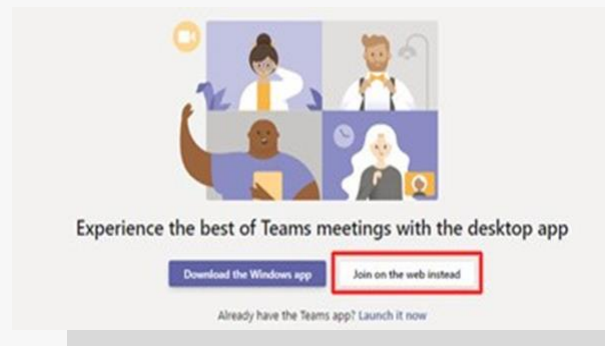 Experience the best of Teams meetings with the desktop app
Download the Windows app
Join on the web instead
Already have the Teams app? Launch it now